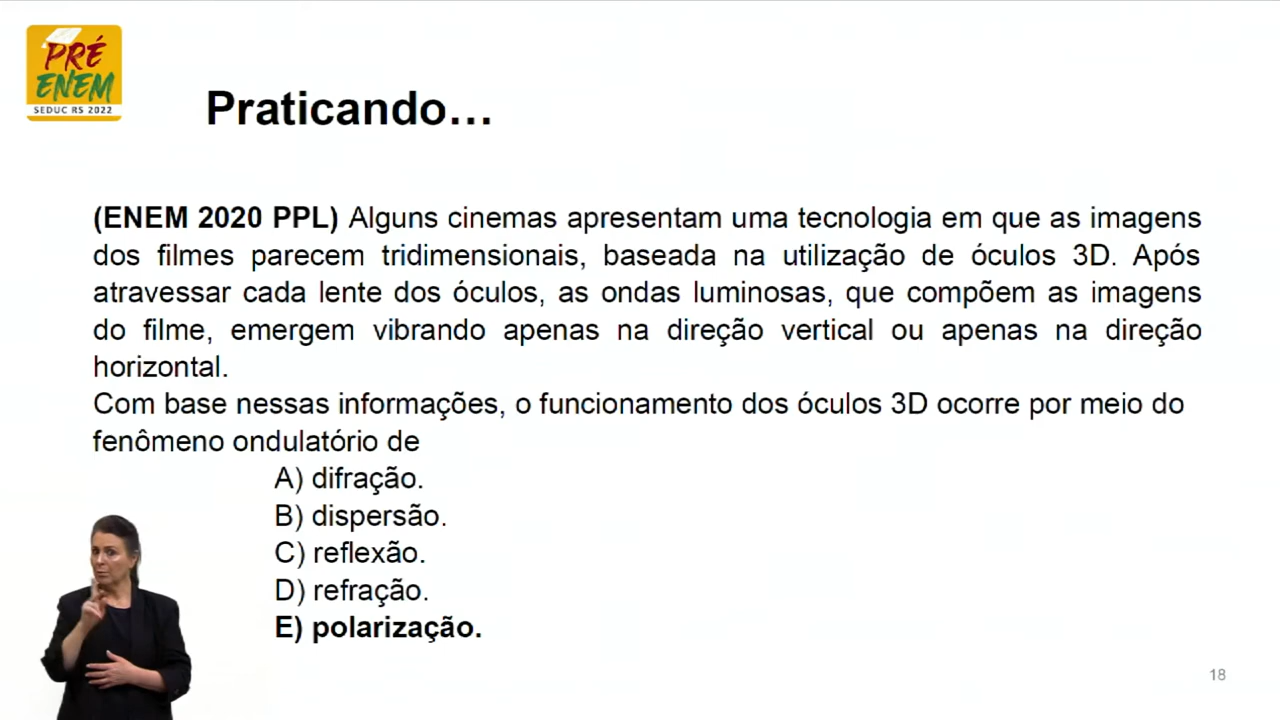 PRÉ
ENEM
SEDUC RS 2022
Praticando...
(ENEM 2020 PPL) Alguns cinemas apresentam uma tecnologia em que as imagens
dos filmes parecem tridimensionais, baseada na utilização de óculos 3D. Após
atravessar cada lente dos óculos, as ondas luminosas, que compõem as imagens
do filme, emergem vibrando apenas na direção vertical ou apenas na direção
horizontal.
Com base nessas informações, o funcionamento dos óculos 3D ocorre por meio do
fenômeno ondulatório de
A) difração.
B) dispersão.
C) reflexão.
D) refração.
E) polarização.
18